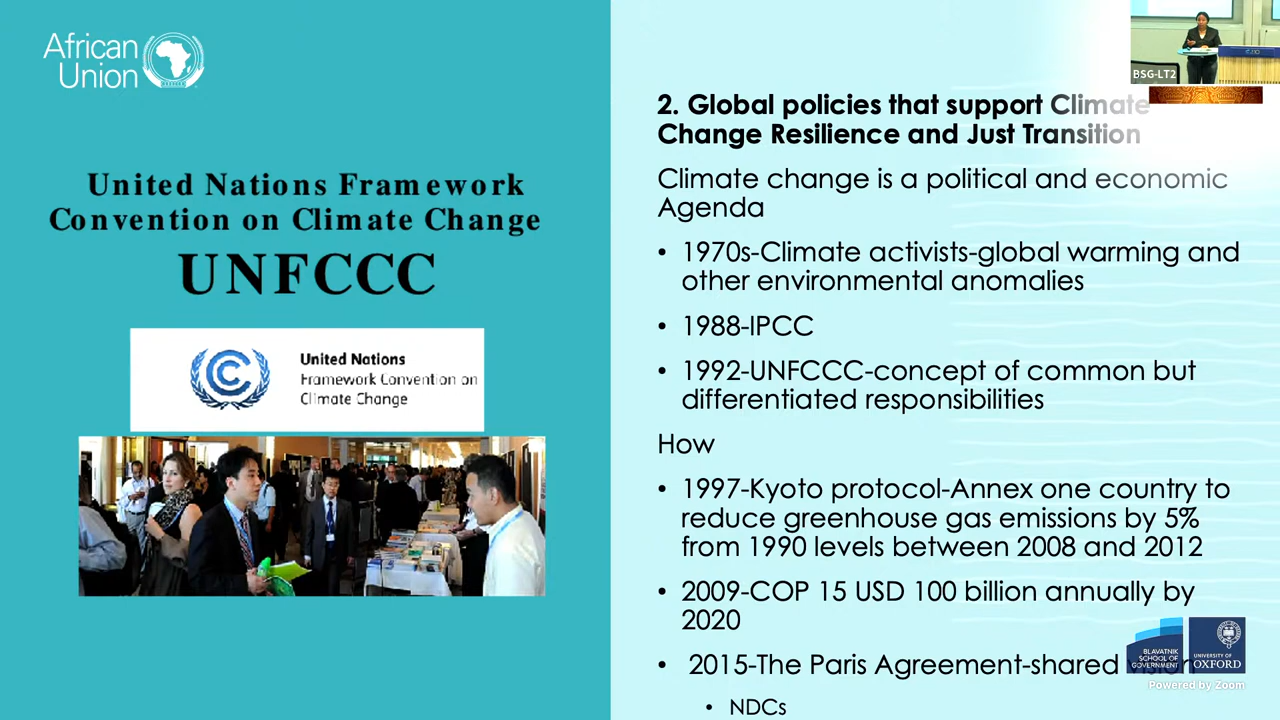 African
Union
United Nations Framework
Convention on Climate Change
UNFCCC
United Nations
Framework Convention on
Climate Change
BSG-LT2
2. Global policies that support Climate
Change Resilience and Just Transition
Climate change is a political and economic
Agenda
• 1970s-Climate activists-global warming and
other environmental anomalies
• 1988-IPCC
• 1992-UNFCCC-concept of common but
differentiated responsibilities
How
• 1997-Kyoto protocol-Annex one country to
reduce greenhouse gas emissions by 5%
from 1990 levels between 2008 and 2012
• 2009-COP 15 USD 100 billion annually by
2020
• 2015-The Paris Agreement-shared vision
• NDCs
BLAVATNIK
SCHOOL OF
GOVERNMENT
UNIVERSITY OF
OXFORD
Powered by Zoom